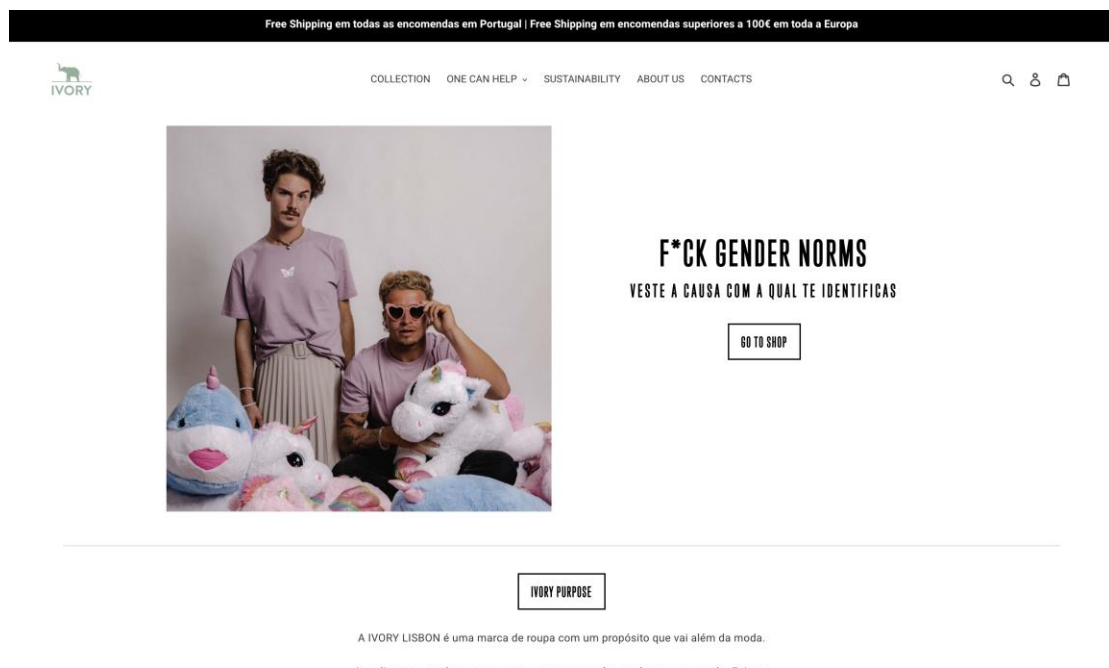 Free Shipping em todas as encomendas em Portugal | Free Shipping em encomendas superiores a 100€ em toda a Europa
IVORY
COLLECTION ONE CAN HELP SUSTAINABILITY ABOUT US CONTACTS
F*CK GENDER NORMS
VESTE A CAUSA COM A QUAL TE IDENTIFICAS
GO TO SHOP
IVORY PURPOSE
A IVORY LISBON é uma marca de roupa com um propósito que vai além da moda.